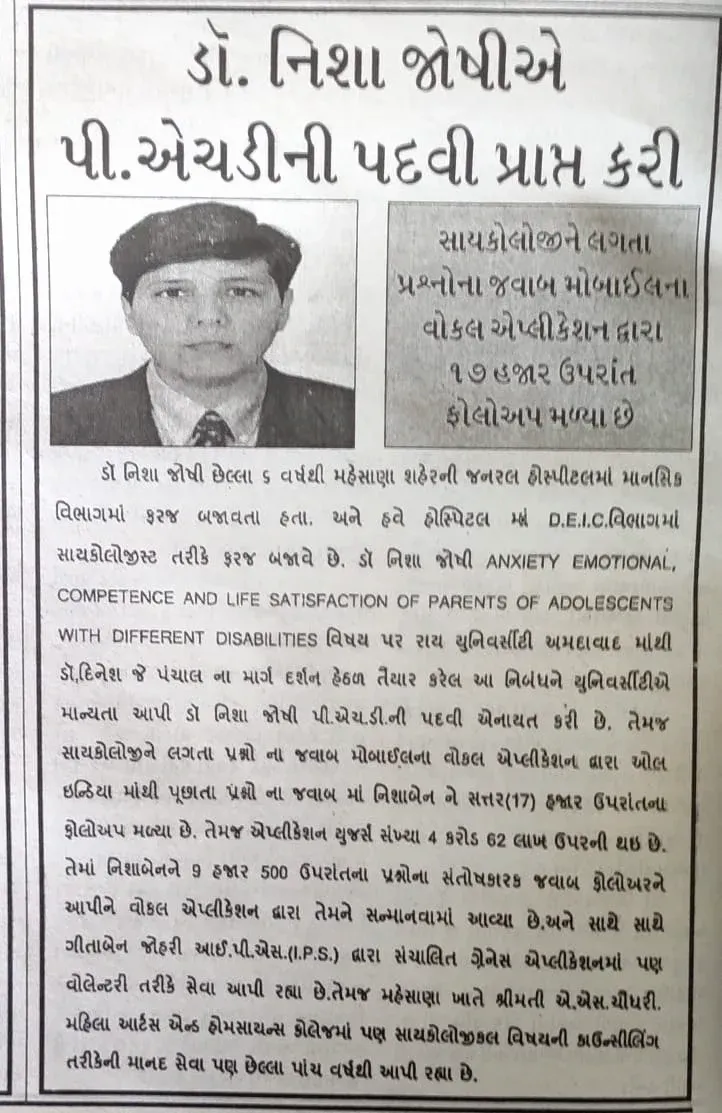 ડૉ. નિશા જોષીએ
પી.એચડીની પદવી પ્રાપ્ત કરી
સાયકોલોજીને લગતા
પ્રશ્નોના જવાબ મોબાઈલના
વોકલ એપ્લીકેશન દ્વારા
૧૭ હજાર ઉપરાંત
ફોલોઅપ મળ્યા છે
ડૉ નિશા જોષી છેલ્લા ૬ વર્ષથી મહેસાણા શહેરની જનરલ હોસ્પીટલમાં માનસિક
વિભાગમાં ફરજ બજાવતા હતા. અને હવે હોસ્પિટલ માં D.E.I.C.વિભાગમાં
સાયકોલોજીસ્ટ તરીકે ફરજ બજાવે છે. ડૉ નિશા જોષી ANXIETY EMOTIONAL,
COMPETENCE AND LIFE SATISFACTION OF PARENTS OF ADOLESCENTS
WITH DIFFERENT DISABILITIES વિષય પર રાય યુનિવર્સીટી અમદાવાદ માંથી
ડૉ,દિનેશ જે પંચાલ ના માર્ગ દર્શન હેઠળ તૈયાર કરેલ આ નિબંધને યુનિવર્સીટીએ
માન્યતા આપી ડૉ નિશા જોષી પી.એચ.ડી.ની પદવી એનાયત કરી છે. તેમજ
સાયકોલોજીને લગતા પ્રશ્નો ના જવાબ મોબાઈલના વોકલ એપ્લીકેશન દ્વારા ઓલ
ઇન્ડિયા માંથી પૂછાતા પ્રશ્નો ના જવાબ માં નિશાબેન ને સત્તર(17) હજાર ઉપરાંતના
ફોલોઅપ મળ્યા છે. તેમજ એપ્લીકેશન યુજર્સ સંખ્યા 4 કરોડ 62 લાખ ઉપરની થઇ છે.
તેમાં નિશાબેનને 9 હજાર 500 ઉપરાંતના પ્રશ્નોના સંતોષકારક જવાબ ફોલોઅરને
આપીને વોકલ એપ્લીકેશન દ્વારા તેમને સન્માનવામાં આવ્યા છે.અને સાથે સાથે
ગીતાબેન જોહરી આઈ.પી.એસ.(I.P.S.) દ્વારા સંચાલિત ગ્રેનેસ એપ્લીકેશનમાં પણ
વોલેન્ટરી તરીકે સેવા આપી રહ્યા છે.તેમજ મહેસાણા ખાતે શ્રીમતી એ.એસ.ચૌધરી.
મહિલા આર્ટસ એન્ડ હોમસાયન્સ કોલેજમાં પણ સાયકોલોજીકલ વિષયની કાઉન્સીલિંગ
તરીકેની માનદ સેવા પણ છેલ્લા પાંચ વર્ષથી આપી રહ્યા છે.